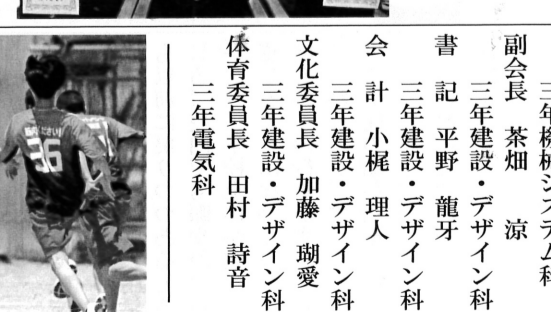 三年機械システム科
副会長　茶畑　涼
三年建設・デザイン科
書　記　平野　龍牙
三年建設・デザイン科
会　計　小梶　理人
三年建設・デザイン科
文化委員長　加藤　瑚愛
三年建設・デザイン科
体育委員長　田村　詩音
三年電気科
36